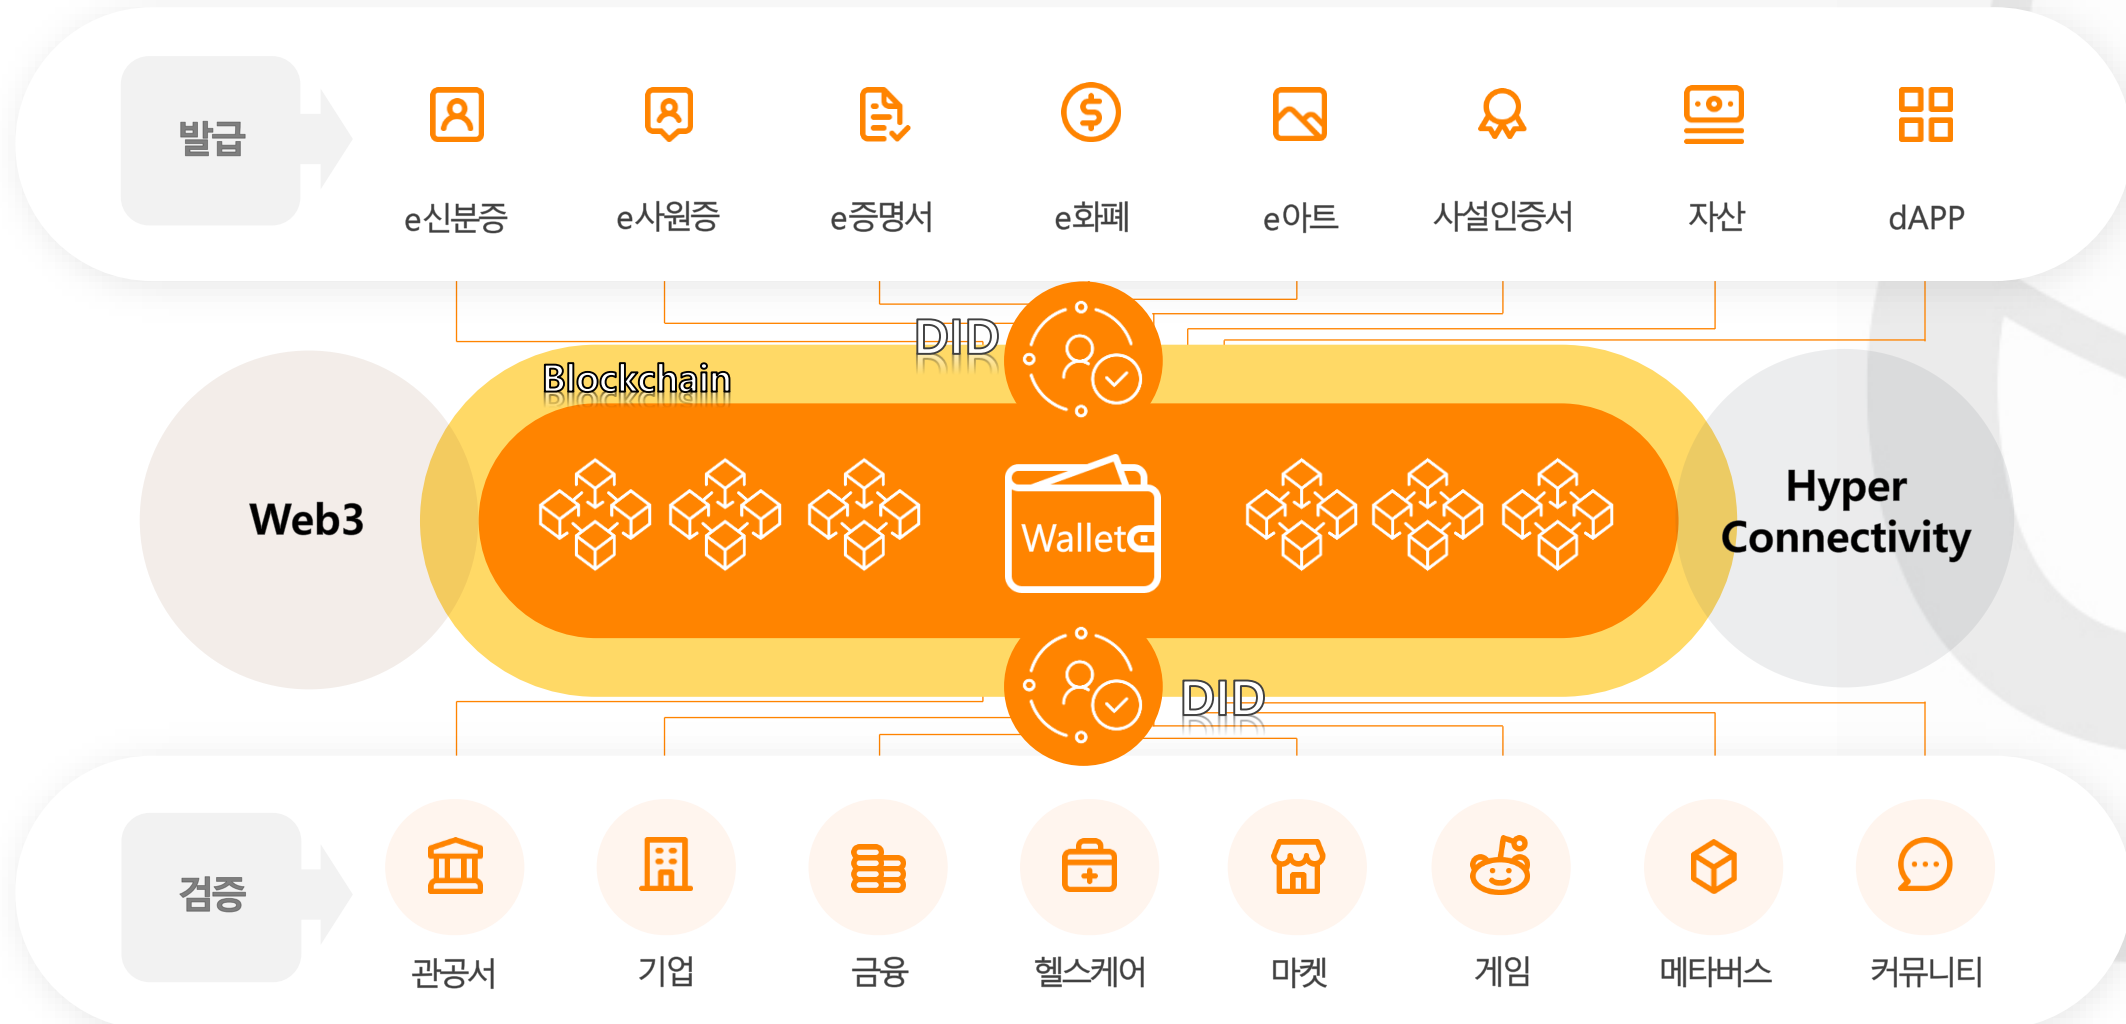 발급
e신분증
e사원증
e증명서
e화폐
e아트
사설인증서
자산
dAPP
DID
Blockchain
Web3
Wallet
Hyper
Connectivity
DID
검증
관공서
기업
금융
헬스케어
마켓
게임
메타버스
커뮤니티